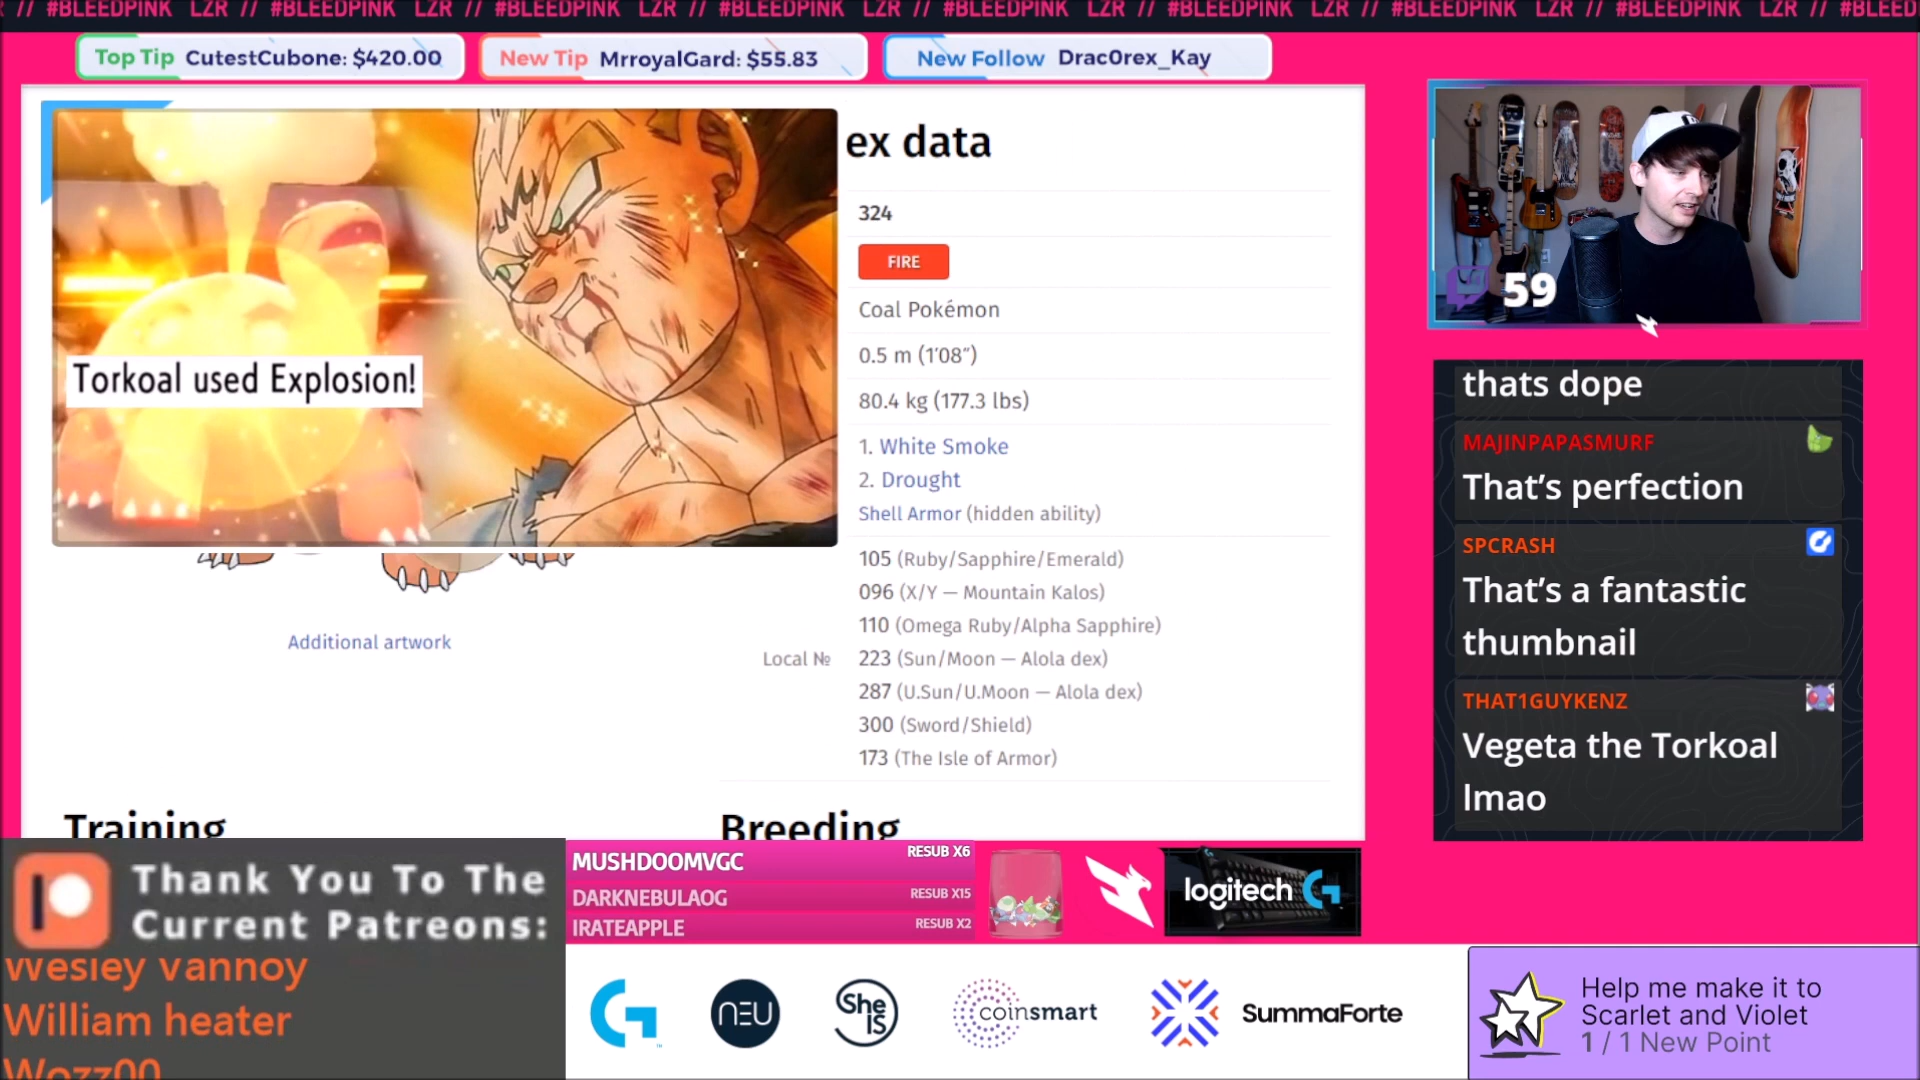 // #BLEEDPINK LZR // #BLEEDPINK LZR // #BLEEDPINK LZR // #BLEEDPINK LZR // #BLEEDPINK LZR // #BLEEDPINK LZR // #BLEEDPINK LZR // #BLEEDPINK LZR // #BLEED
Top Tip CutestCubone: $420.00
New Tip MrroyalGard: $55.83
New Follow Drac0rex_Kay
ex data
324
FIRE
Coal Pokémon
0.5 m (1′08″)
80.4 kg (177.3 lbs)
1. White Smoke
2. Drought
Shell Armor (hidden ability)
105 (Ruby/Sapphire/Emerald)
096 (X/Y — Mountain Kalos)
110 (Omega Ruby/Alpha Sapphire)
Local № 223 (Sun/Moon — Alola dex)
287 (U.Sun/U.Moon — Alola dex)
300 (Sword/Shield)
173 (The Isle of Armor)
Torkoal used Explosion!
Additional artwork
Training
Breeding
59
thats dope
MAJINPAPASMURF
That's perfection
SPCRASH
That's a fantastic
thumbnail
THAT1GUYKENZ
Vegeta the Torkoal
lmao
Thank You To The
Current Patreons:
Wesley Vannoy
William heater
Wozz00
MUSHDOOMVGC RESUB X6
DARKNEBULAOG RESUB X15
IRATEAPPLE RESUB X2
logitech G
NEU
She IS
coinsmart
SummaForte
Help me make it to
Scarlet and Violet
1 / 1 New Point